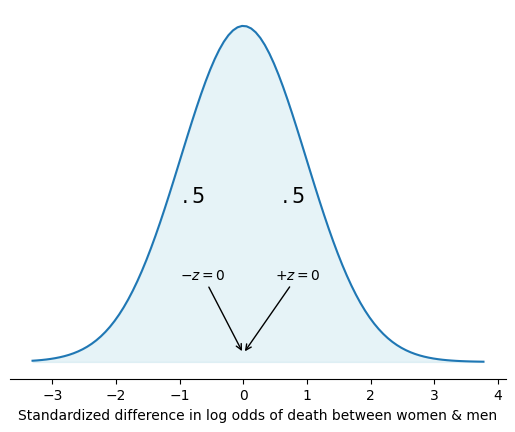 .5 .5
−z = 0 +z = 0
−3 −2 −1 0 1 2 3 4
Standardized difference in log odds of death between women & men